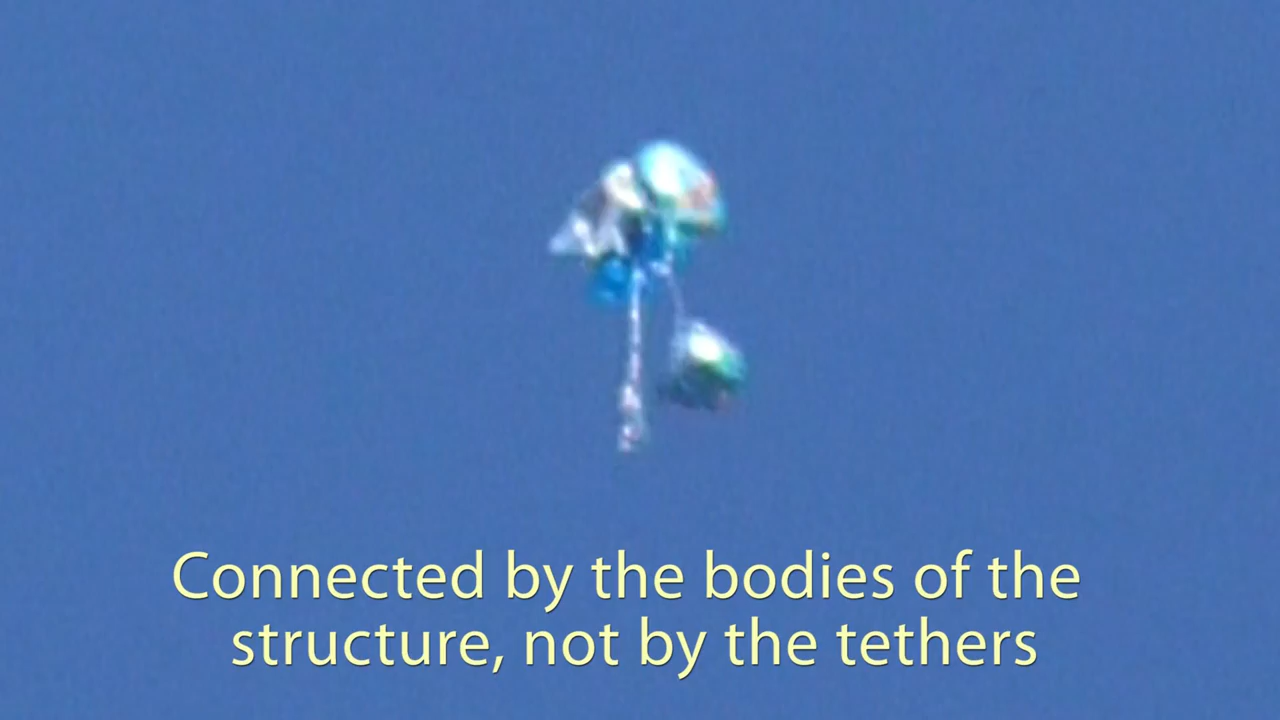 Connected by the bodies of the
structure, not by the tethers